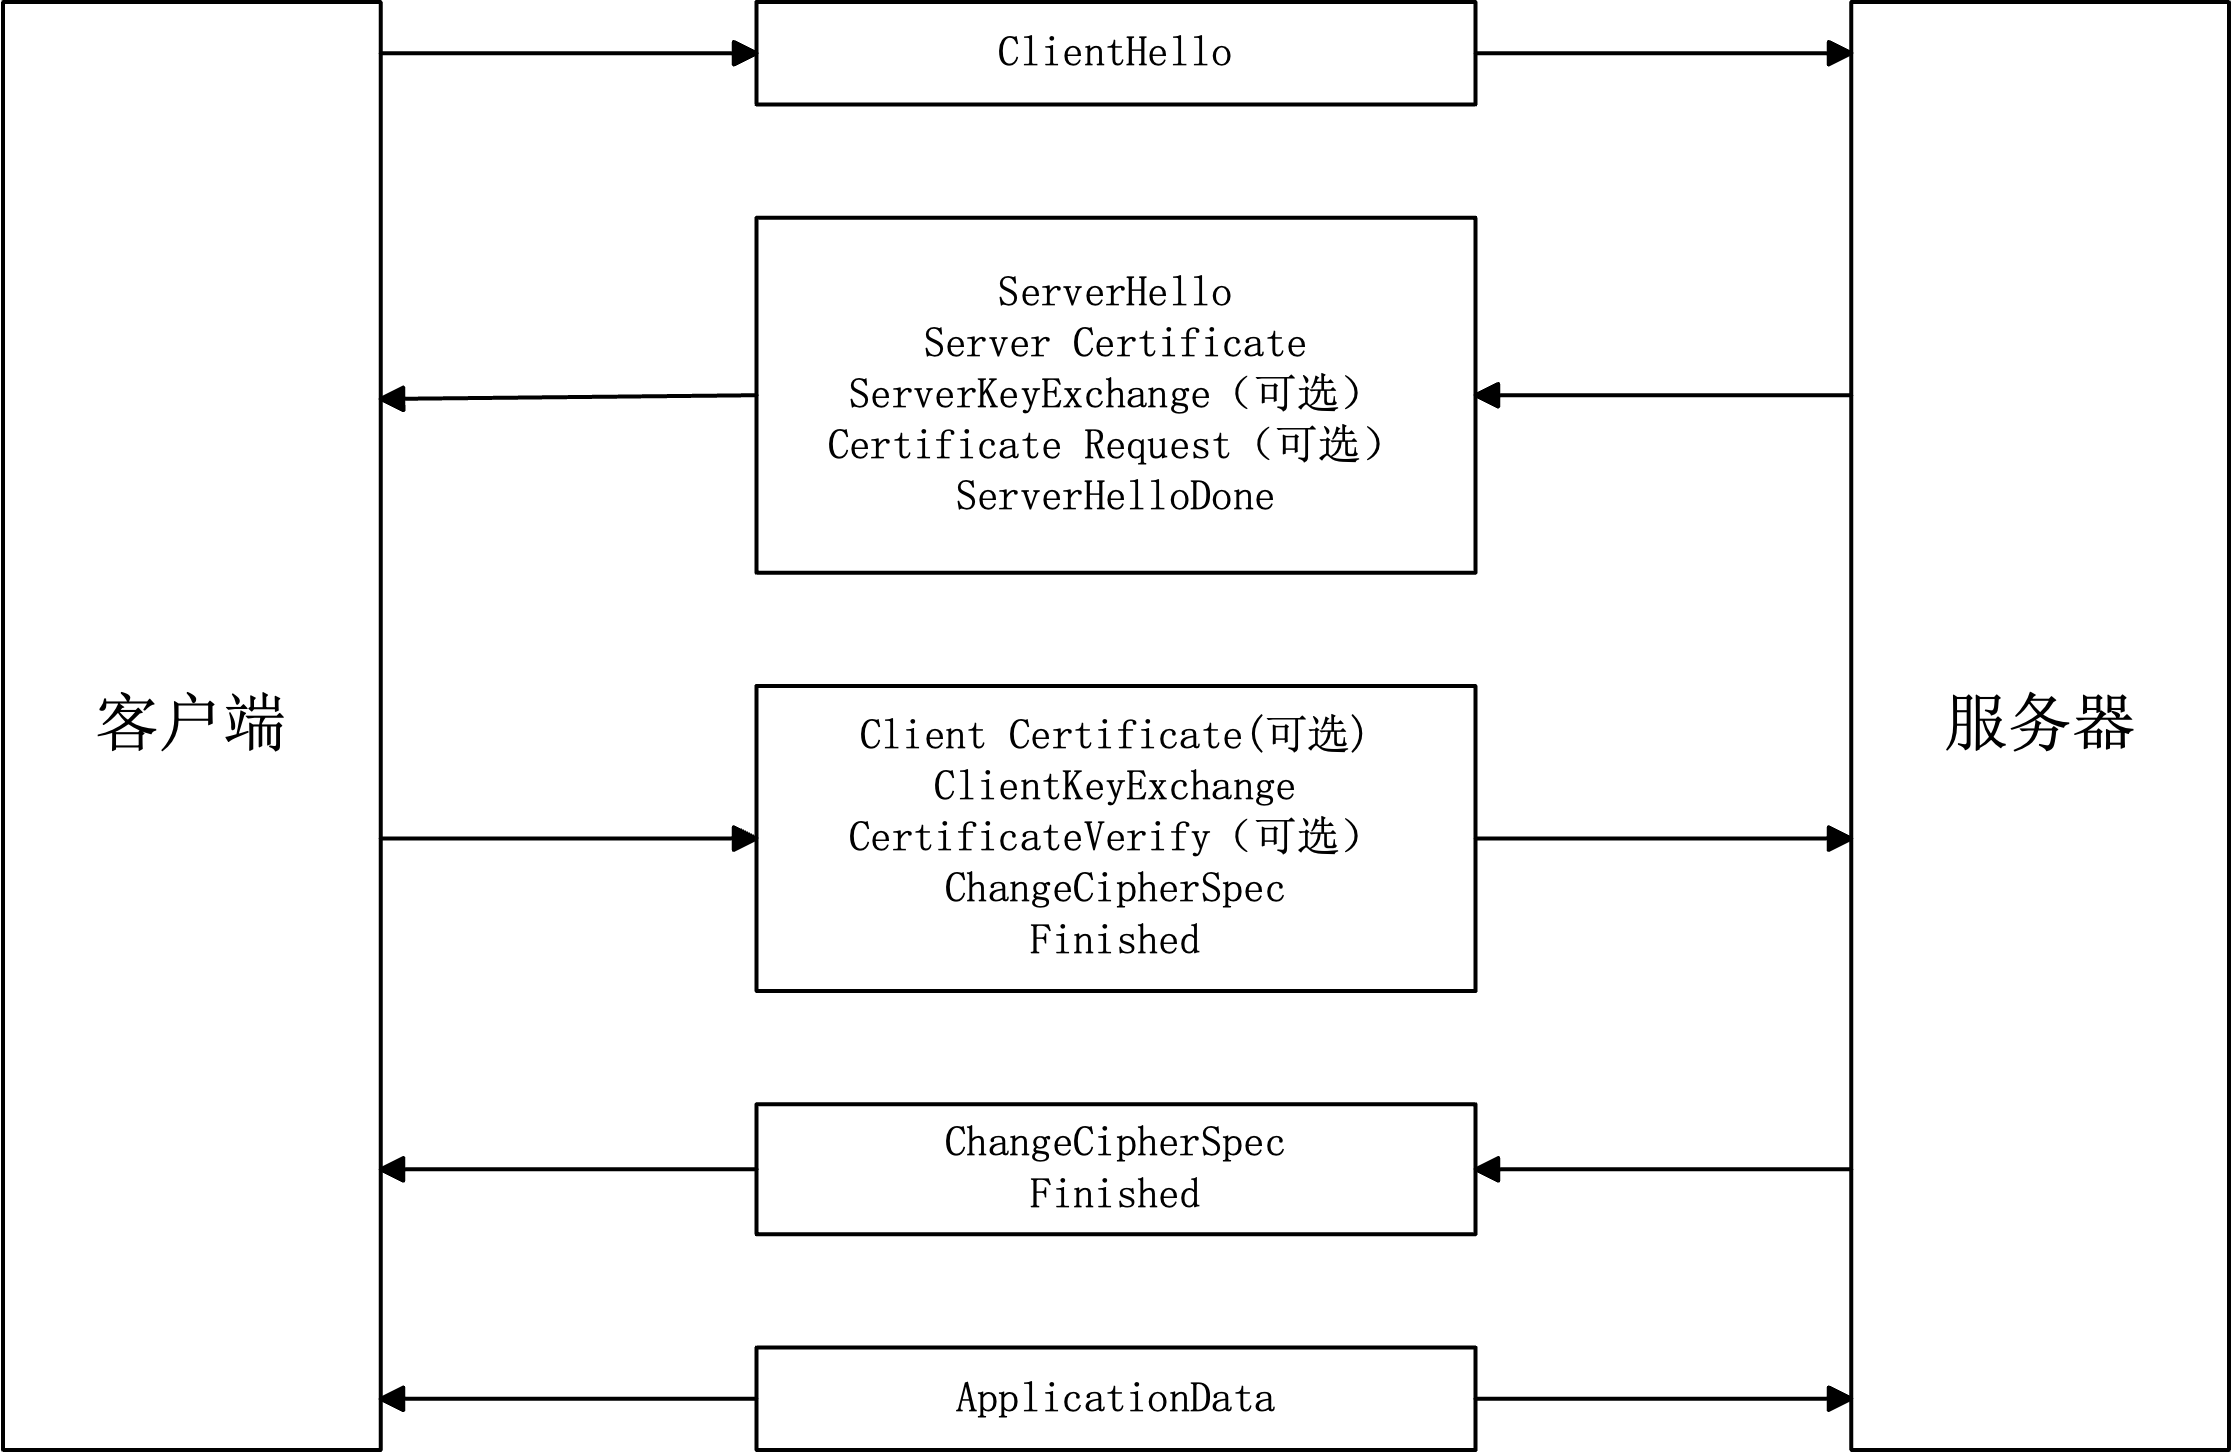 ClientHello
ServerHello
Server Certificate
ServerKeyExchange（可选）
Certificate Request（可选）
ServerHelloDone
客户端
服务器
Client Certificate(可选)
ClientKeyExchange
CertificateVerify（可选）
ChangeCipherSpec
Finished
ChangeCipherSpec
Finished
ApplicationData